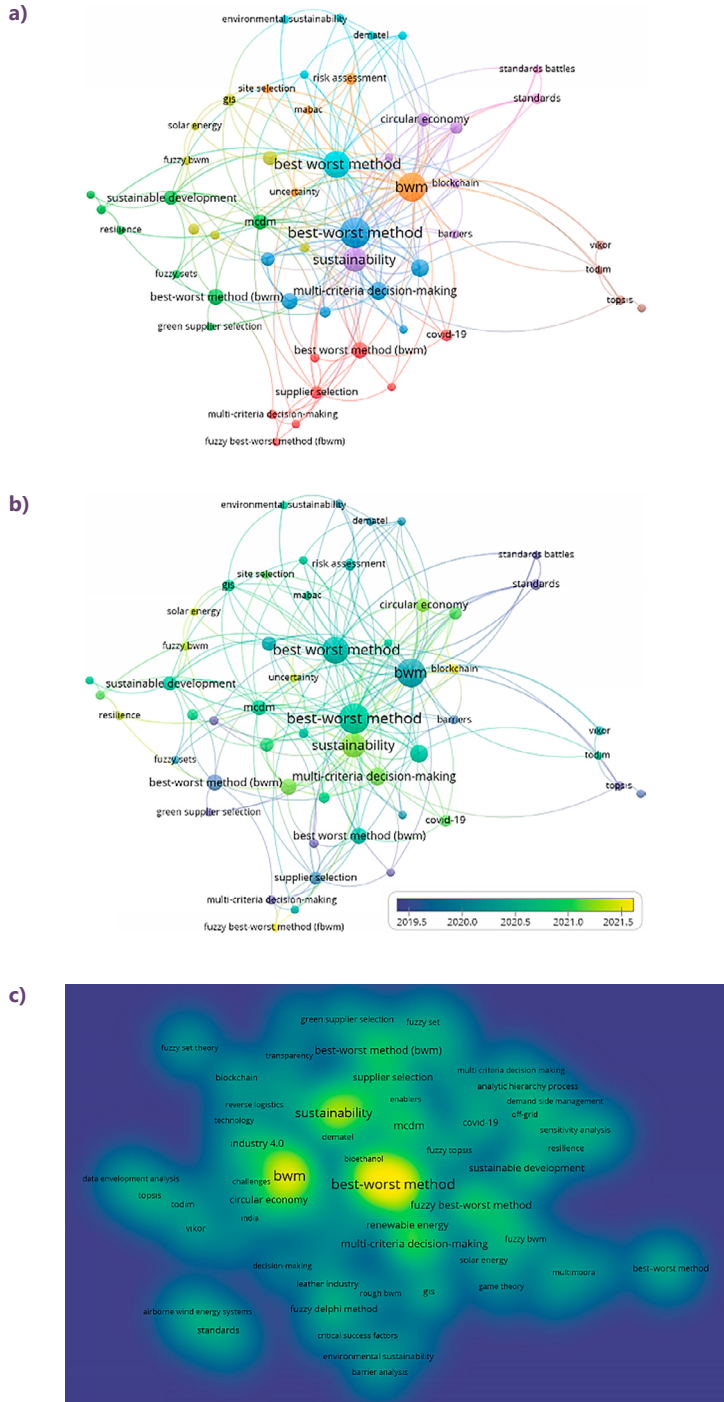 a)
environmental sustainability
dematel
standards battles
risk assessment
site selection
gis
standards
mabac
circular economy
solar energy
fuzzy bwm
best worst method
bwm
blockchain
sustainable development
uncertainty
mcdm
resilience
best-worst method
barriers
vikor
sustainability
todim
fuzzy sets
best-worst method (bwm)
multi-criteria decision-making
topsis
green supplier selection
covid-19
best worst method (bwm)
supplier selection
multi-criteria decision-making
fuzzy best-worst method (fbwm)
b)
environmental sustainability
dematel
standards battles
risk assessment
site selection
gis
standards
mabac
circular economy
solar energy
fuzzy bwm
best worst method
bwm
blockchain
sustainable development
uncertainty
mcdm
resilience
best-worst method
barriers
vikor
sustainability
todim
fuzzy sets
best-worst method (bwm)
multi-criteria decision-making
topsis
green supplier selection
covid-19
best worst method (bwm)
supplier selection
multi-criteria decision-making
fuzzy best-worst method (fbwm)
2019.5 2020.0 2020.5 2021.0 2021.5
c)
green supplier selection
fuzzy set
fuzzy set theory
transparency
best-worst method (bwm)
multi criteria decision making
blockchain
supplier selection
analytic hierarchy process
reverse logistics
enablers
demand side management
sustainability
off-grid
technology
mcdm
covid-19
sensitivity analysis
dematel
industry 4.0
fuzzy topsis
resilience
bioethanol
sustainable development
data envelopment analysis
bwm
challenges
best-worst method
topsis
circular economy
todim
fuzzy best-worst method
india
vikor
renewable energy
multi-criteria decision-making
fuzzy bwm
decision-making
solar energy
best-worst method
multimoora
leather industry
rough bwm
gis
game theory
airborne wind energy systems
fuzzy delphi method
standards
critical success factors
environmental sustainability
barrier analysis